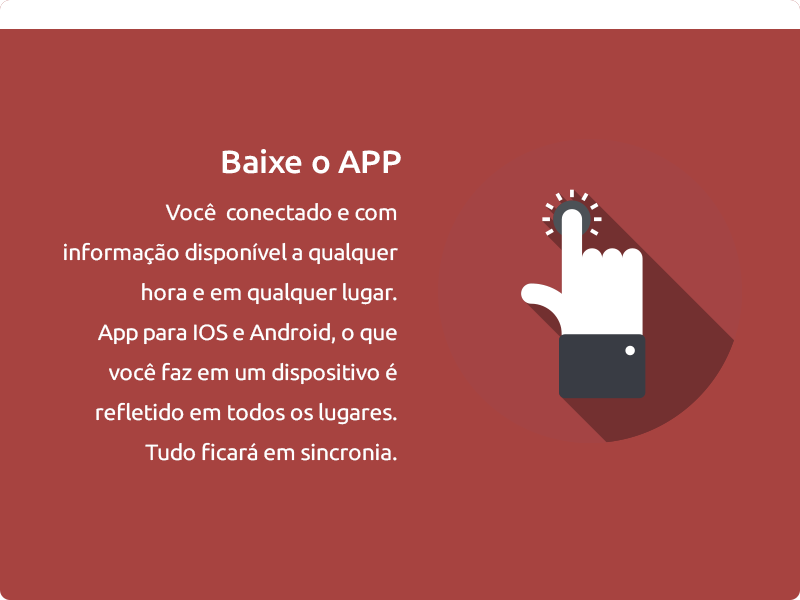 Baixe o APP
Você  conectado e com
informação disponível a qualquer
hora e em qualquer lugar.
App para IOS e Android, o que
você faz em um dispositivo é
refletido em todos os lugares.
Tudo ficará em sincronia.